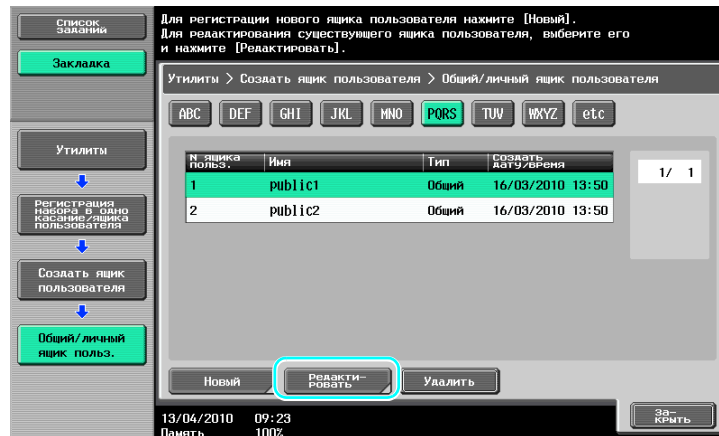 Список
заданий
Закладка
Для регистрации нового ящика пользователя нажмите [Новый].
Для редактирования существующего ящика пользователя, выберите его
и нажмите [Редактировать].
Утилиты > Создать ящик пользователя > Общий/личный ящик пользователя
ABC DEF GHI JKL MNO PQRS TUV WXYZ etc
Утилиты
Регистрация
набора в одно
касание/ящика
пользователя
Создать ящик
пользователя
Общий/личный
ящик польз.
N ящика
польз.
Имя
Тип
Создать
дату/время
1 public1 Общий 16/03/2010 13:50
2 public2 Общий 16/03/2010 13:50
1/ 1
Новый
Редакти-
ровать
Удалить
13/04/2010 09:23
Память 100%
За-
крыть